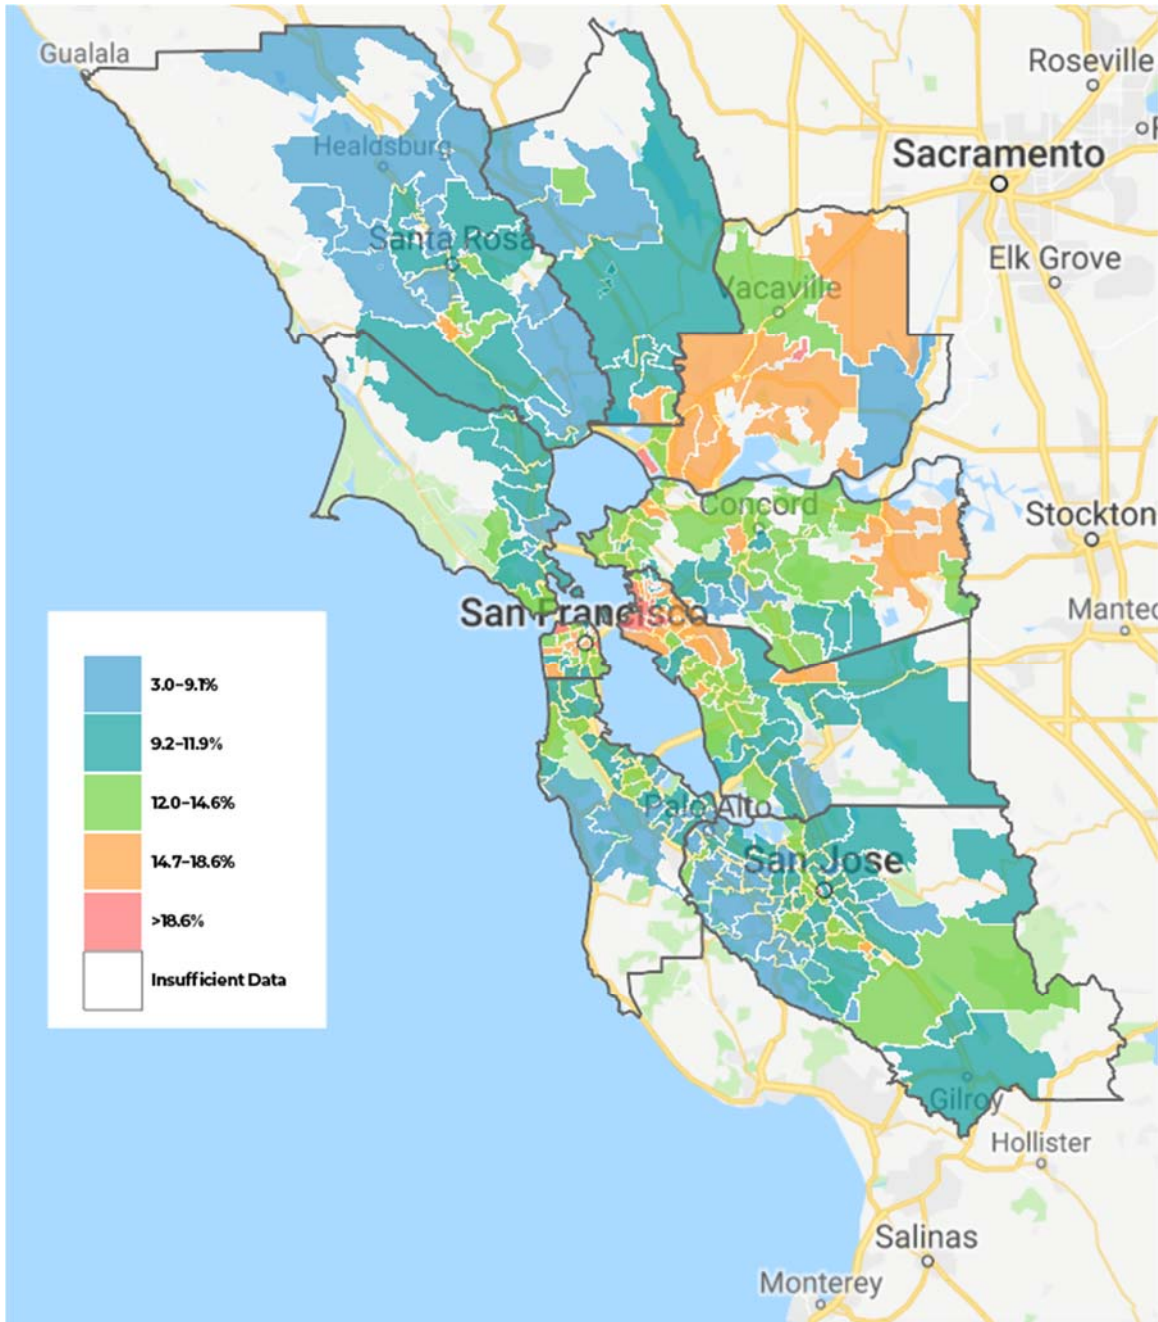 Gualala
Roseville
Healdsburg
Sacramento
Santa Rosa
Elk Grove
Vacaville
Concord
Stockton
San Francisco
Mantec
3.0-9.1%
9.2-11.9%
12.0-14.6%
14.7-18.6%
>18.6%
Insufficient Data
Palo Alto
San Jose
Gilroy
Hollister
Salinas
Monterey